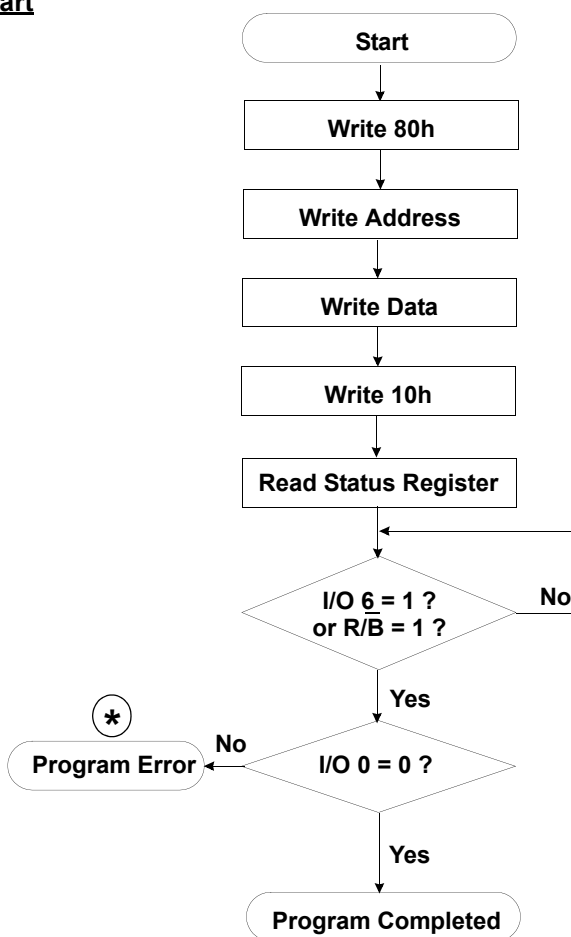 Start
Write 80h
Write Address
Write Data
Write 10h
Read Status Register
I/O 6 = 1 ?
or R/B̅ = 1 ?
No
Yes
*
No
Program Error
I/O 0 = 0 ?
Yes
Program Completed